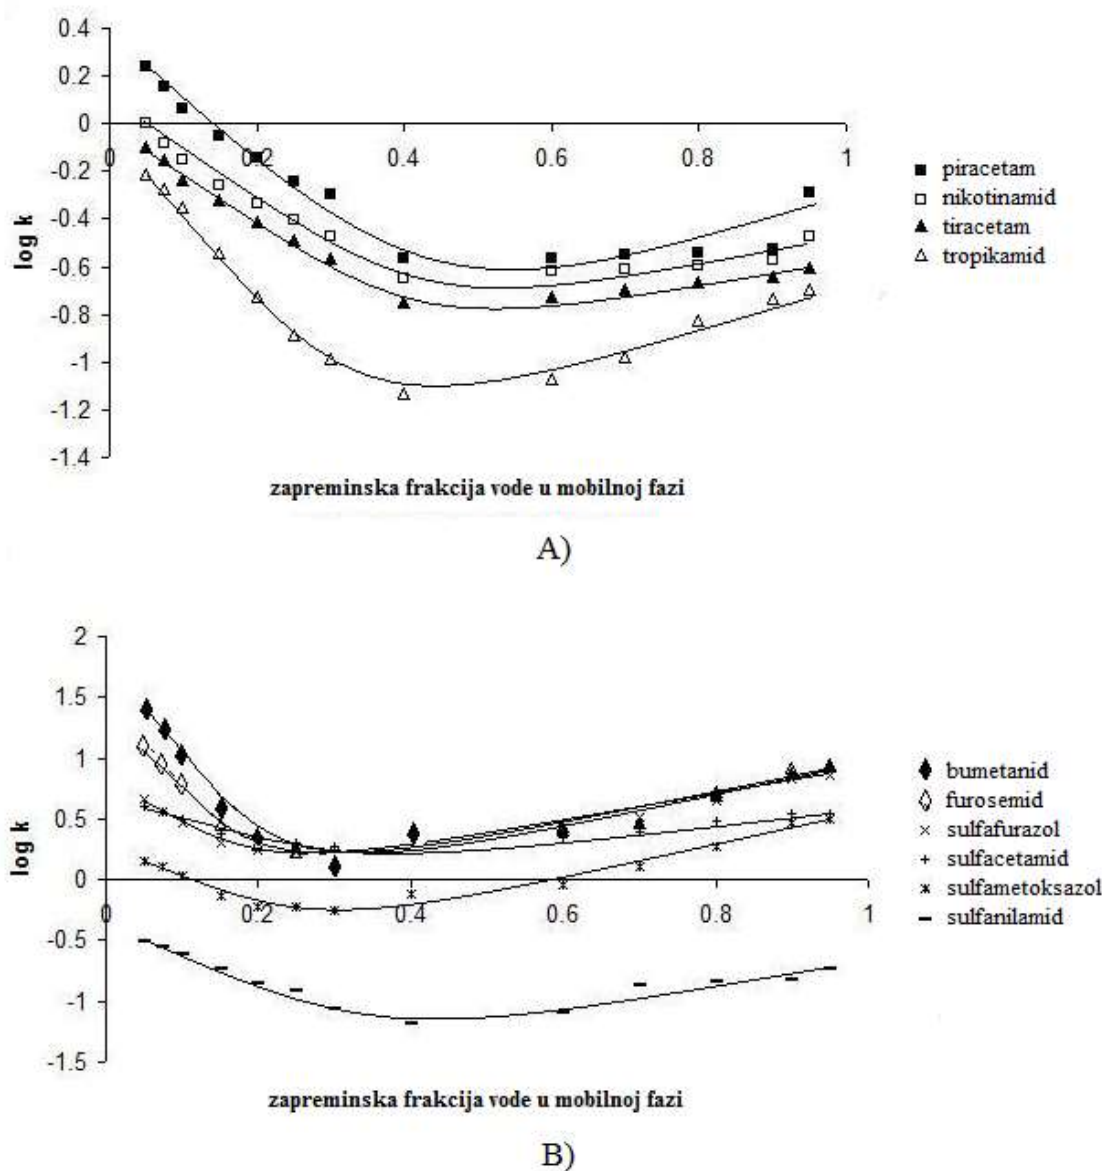 0.4
0.2
0
-0.2
-0.4
-0.6
-0.8
-1
-1.2
-1.4
0 0.2 0.4 0.6 0.8 1
log k
zapreminska frakcija vode u mobilnoj fazi
piracetam
nikotinamid
tiracetam
tropikamid
A)
2
1.5
1
0.5
0
-0.5
-1
-1.5
0 0.2 0.4 0.6 0.8 1
log k
zapreminska frakcija vode u mobilnoj fazi
bumetanid
furosemid
sulfafurazol
sulfacetamid
sulfametoksazol
sulfanilamid
B)